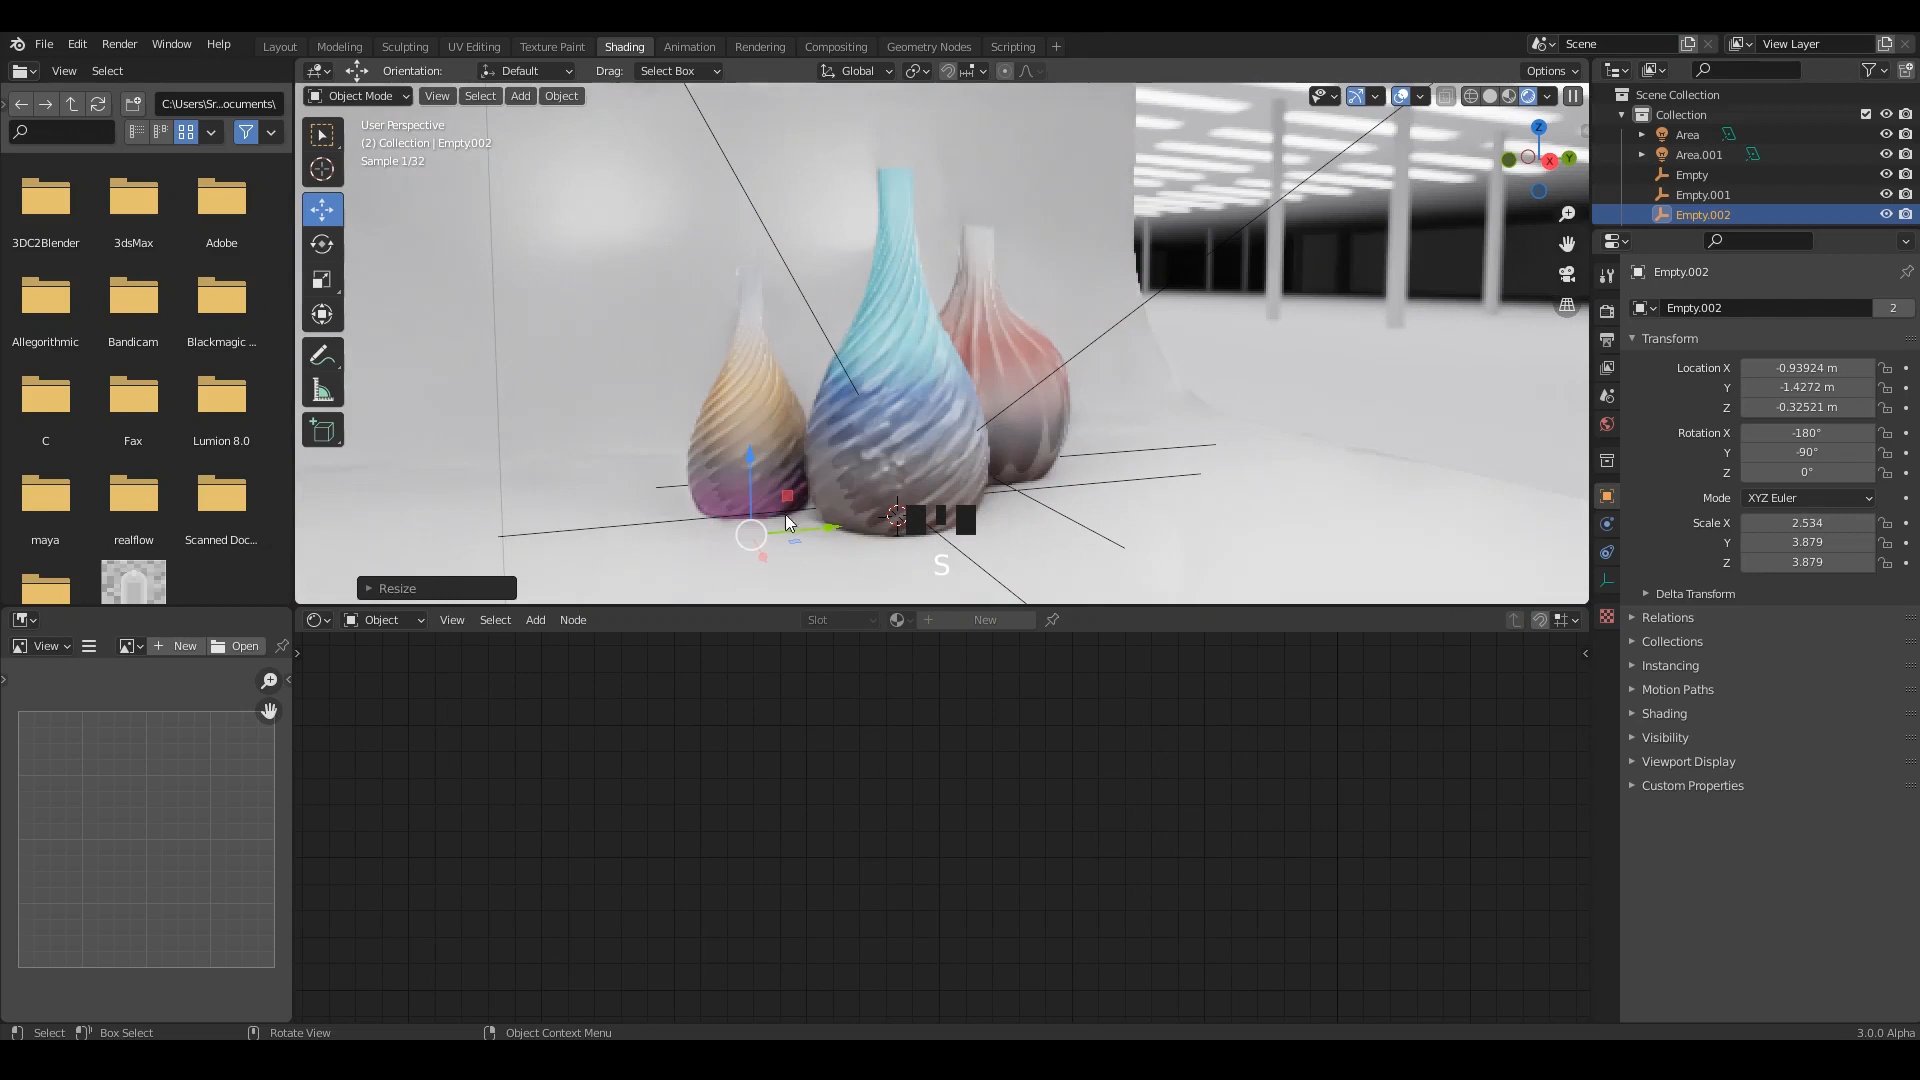 File Edit Render Window Help
Layout Modeling Sculpting UV Editing Texture Paint Shading Animation Rendering Compositing Geometry Nodes Scripting +
Scene
View Layer
View Select
Orientation: Default Drag: Select Box
Global
Options
C:\Users\Sr...ocuments\
Object Mode View Select Add Object
User Perspective
(2) Collection | Empty.002
Sample 1/32
Z
X
Y
3DC2Blender 3dsMax Adobe
Allegorithmic Bandicam Blackmagic ...
C Fax Lumion 8.0
maya realflow Scanned Doc...
S
Resize
Scene Collection
Collection
Area
Area.001
Empty
Empty.001
Empty.002
Empty.002
Empty.002 2
Transform
Location X -0.93924 m
Y -1.4272 m
Z -0.32521 m
Rotation X -180°
Y -90°
Z 0°
Mode XYZ Euler
Scale X 2.534
Y 3.879
Z 3.879
Delta Transform
Relations
Collections
Instancing
Motion Paths
Shading
Visibility
Viewport Display
Custom Properties
Object View Select Add Node
Slot
New
View
New Open
Select Box Select Rotate View Object Context Menu
3.0.0 Alpha